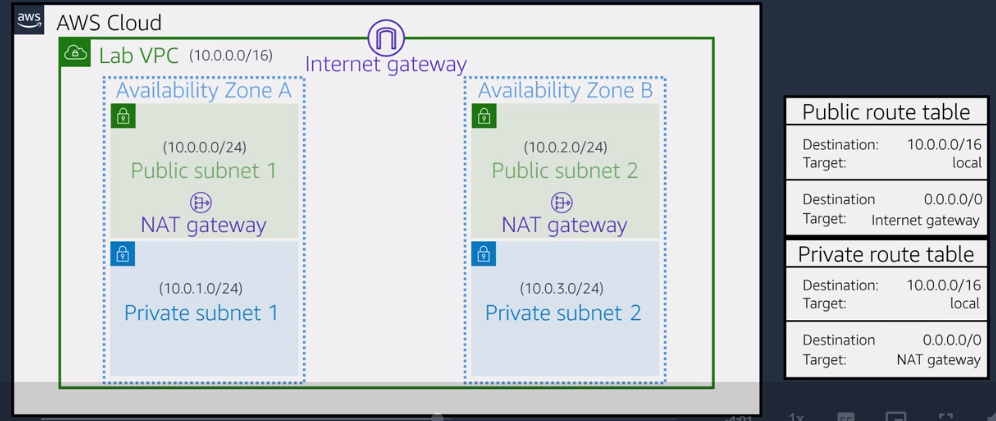 aws
AWS Cloud
Lab VPC (10.0.0.0/16)
Internet gateway
Availability Zone A
(10.0.0.0/24)
Public subnet 1
NAT gateway
(10.0.1.0/24)
Private subnet 1
Availability Zone B
(10.0.2.0/24)
Public subnet 2
NAT gateway
(10.0.3.0/24)
Private subnet 2
Public route table
Destination: 10.0.0.0/16
Target: local
Destination 0.0.0.0/0
Target: Internet gateway
Private route table
Destination: 10.0.0.0/16
Target: local
Destination 0.0.0.0/0
Target: NAT gateway
1x